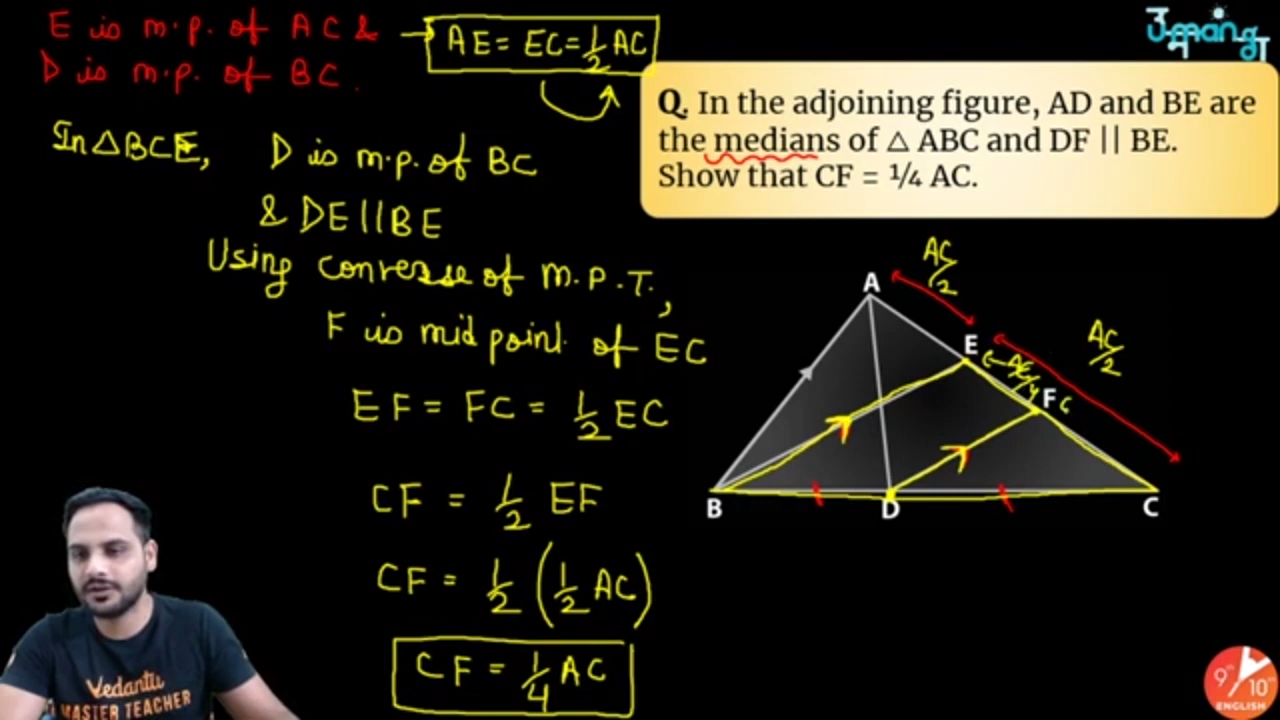 E is m.p. of AC &
D is m.p. of BC.
AE = EC = 1/2 AC
उमंग
Q. In the adjoining figure, AD and BE are
the medians of △ ABC and DF || BE.
Show that CF = ¼ AC.
In △BCE, D is m.p. of BC
& DE || BE
Using converse of M.P.T.,
F is mid point of EC
EF = FC = 1/2 EC
CF = 1/2 EF
CF = 1/2 (1/2 AC)
CF = 1/4 AC
AC/2
A
E
AC/2
F
B
D
C
Vedantu
MASTER TEACHER
9th 10th
ENGLISH